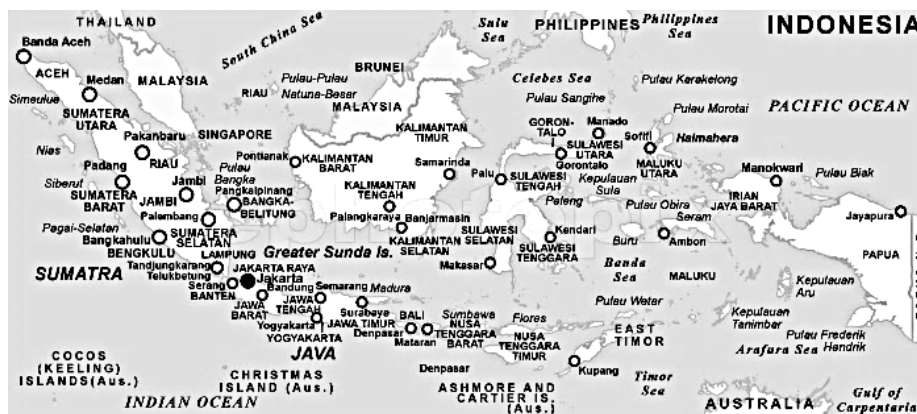 INDONESIA
THAILAND
Banda Aceh
ACEH
Medan
MALAYSIA
Simeulue
SUMATERA
UTARA
Pakanbaru
SINGAPORE
Nias
Padang
RIAU
Siberut
SUMATERA
BARAT
Jambi
JAMBI
Pulau
Bangka
Pangkalpinang
BANGKA-
BELITUNG
Palembang
SUMATERA
SELATAN
Pagai-Selatan
Bangkahulu
BENGKULU
LAMPUNG
SUMATRA
Tandjungkarang
Telukbetung
JAKARTA RAYA
Jakarta
Serang
BANTEN
Bandung
JAWA
BARAT
Semarang
JAWA
TENGAH
Madura
Surabaya
JAWA TIMUR
Yogyakarta
YOGYAKARTA
JAVA
COCOS
(KEELING)
ISLANDS(Aus.)
CHRISTMAS
ISLAND (Aus.)
INDIAN OCEAN
South China Sea
RIAU
Pulau-Pulau
Natuna-Besar
BRUNEI
MALAYSIA
Pontianak
KALIMANTAN
BARAT
KALIMANTAN
TIMUR
Samarinda
KALIMANTAN
TENGAH
Palangkaraya
Banjarmasin
KALIMANTAN
SELATAN
Greater Sunda Is.
Sulu
Sea
PHILIPPINES
Philippines
Sea
Celebes Sea
Pulau Sangihe
Pulau Karakelong
Pulau Morotai
PACIFIC OCEAN
GORON-
TALO
Manado
SULAWESI
UTARA
Gorontalo
Sofifi
Halmahera
MALUKU
UTARA
Palu
SULAWESI
TENGAH
Kepulauan
Sula
Peleng
Pulau Obira
SULAWESI
SELATAN
Kendari
SULAWESI
TENGGARA
Makasar
Buru
Seram
Ambon
Banda
Sea
MALUKU
Manokwari
Pulau Biak
IRIAN
JAYA BARAT
Jayapura
PAPUA
Kepulauan
Aru
Kepulauan
Tanimbar
Pulau Frederik
Hendrik
Arafura Sea
Pulau Wetar
BALI
Denpasar
Mataran
Sumbawa
NUSA
TENGGARA
BARAT
Flores
NUSA
TENGGARA
TIMUR
EAST
TIMOR
Kupang
Denpasar
Timor
Sea
ASHMORE AND
CARTIER IS.
(Aus.)
AUSTRALIA
Gulf of
Carpentaria